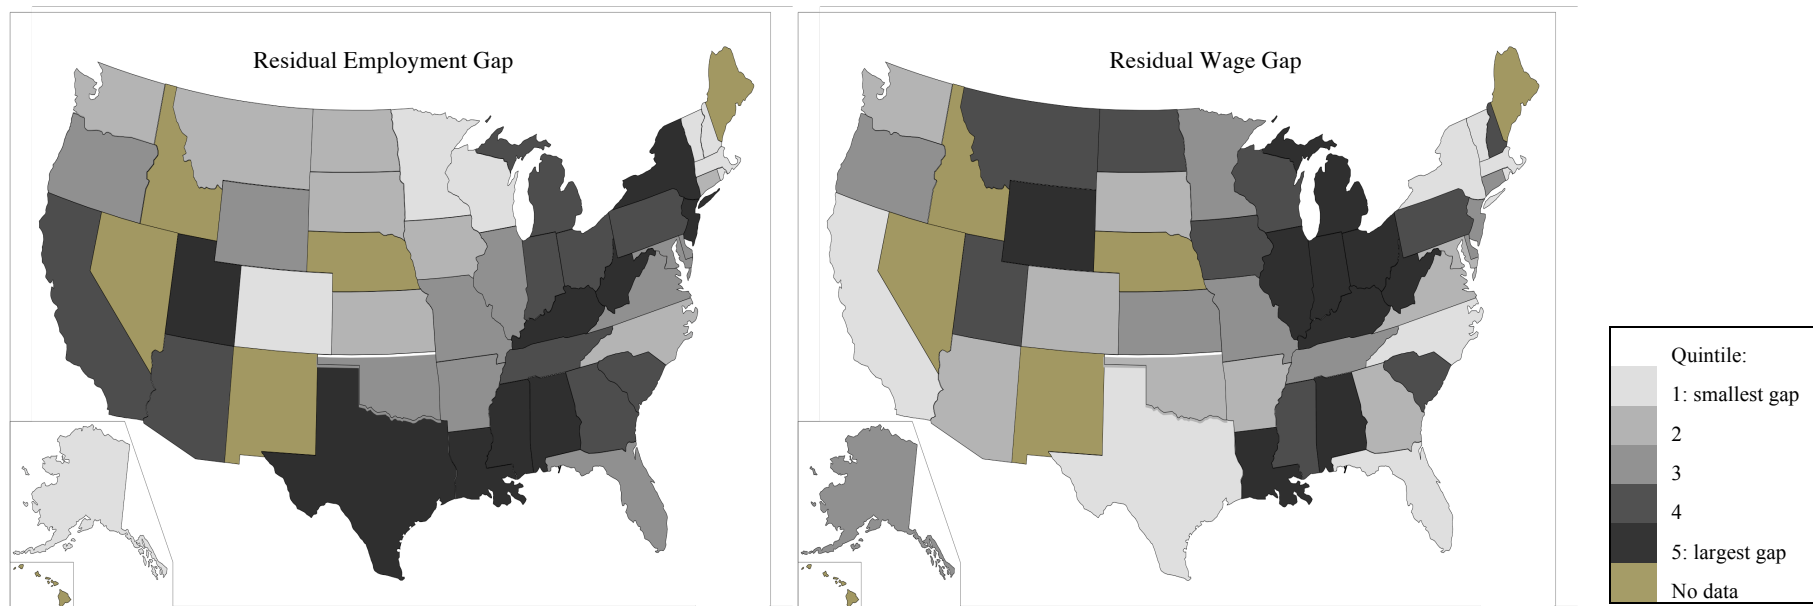 Residual Employment Gap
Residual Wage Gap
Quintile:
1: smallest gap
2
3
4
5: largest gap
No data